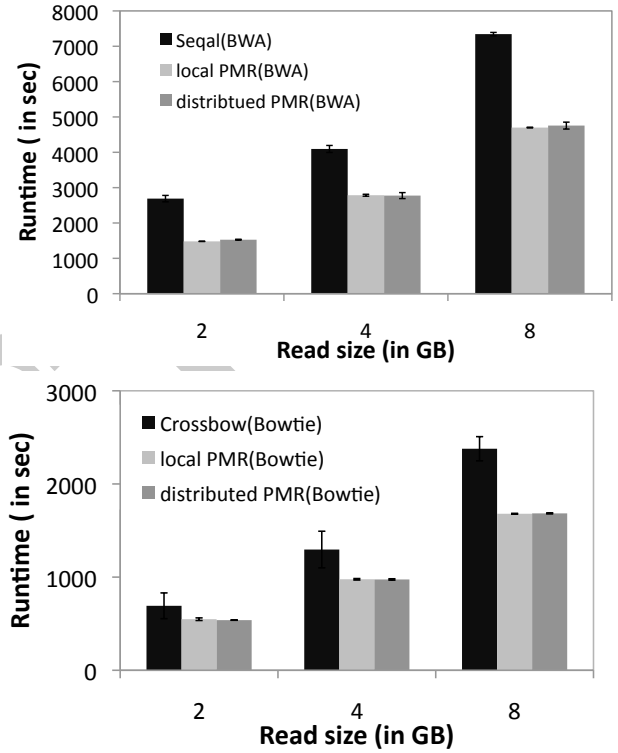 8000
7000
6000
5000
4000
3000
2000
1000
0
Runtime ( in sec)
Seqal(BWA)
local PMR(BWA)
distribtued PMR(BWA)
2 4 8
Read size (in GB)
3000
2000
1000
0
Runtime ( in sec)
Crossbow(Bowtie)
local PMR(Bowtie)
distributed PMR(Bowtie)
2 4 8
Read size (in GB)